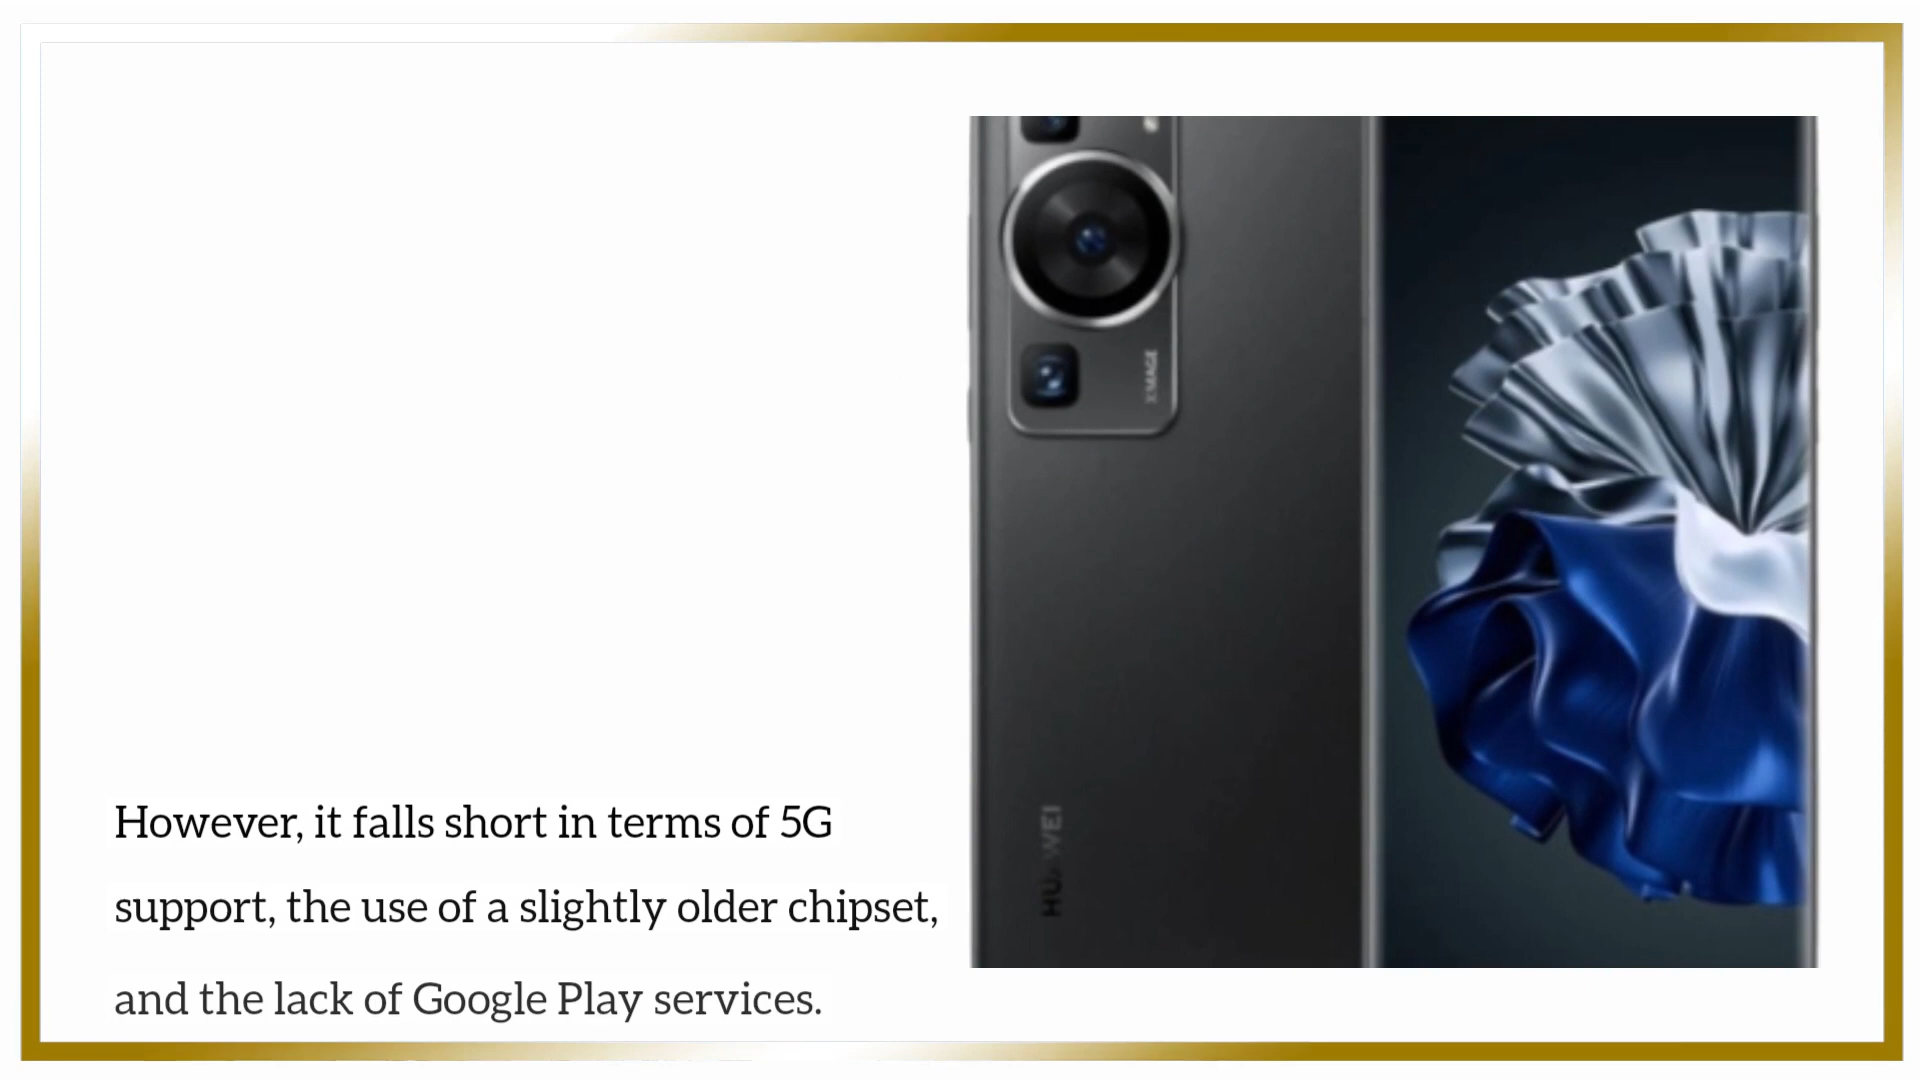 However, it falls short in terms of 5G
support, the use of a slightly older chipset,
and the lack of Google Play services.
XMAGE
HUAWEI